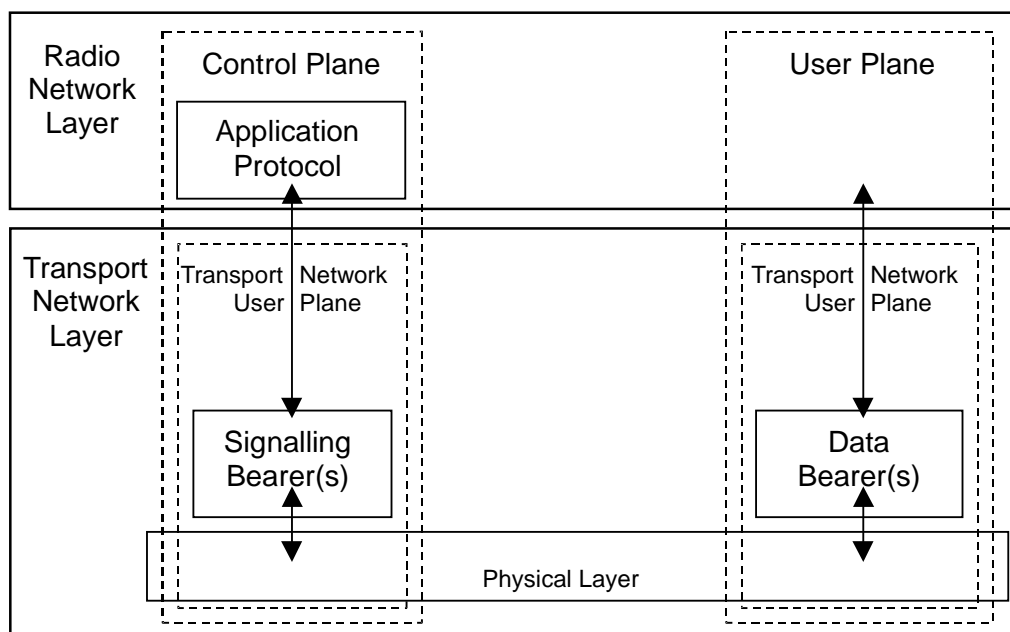 Radio
Network
Layer
Control Plane
User Plane
Application
Protocol
Transport
Network
Layer
Transport Network
User Plane
Transport Network
User Plane
Signalling
Bearer(s)
Data
Bearer(s)
Physical Layer